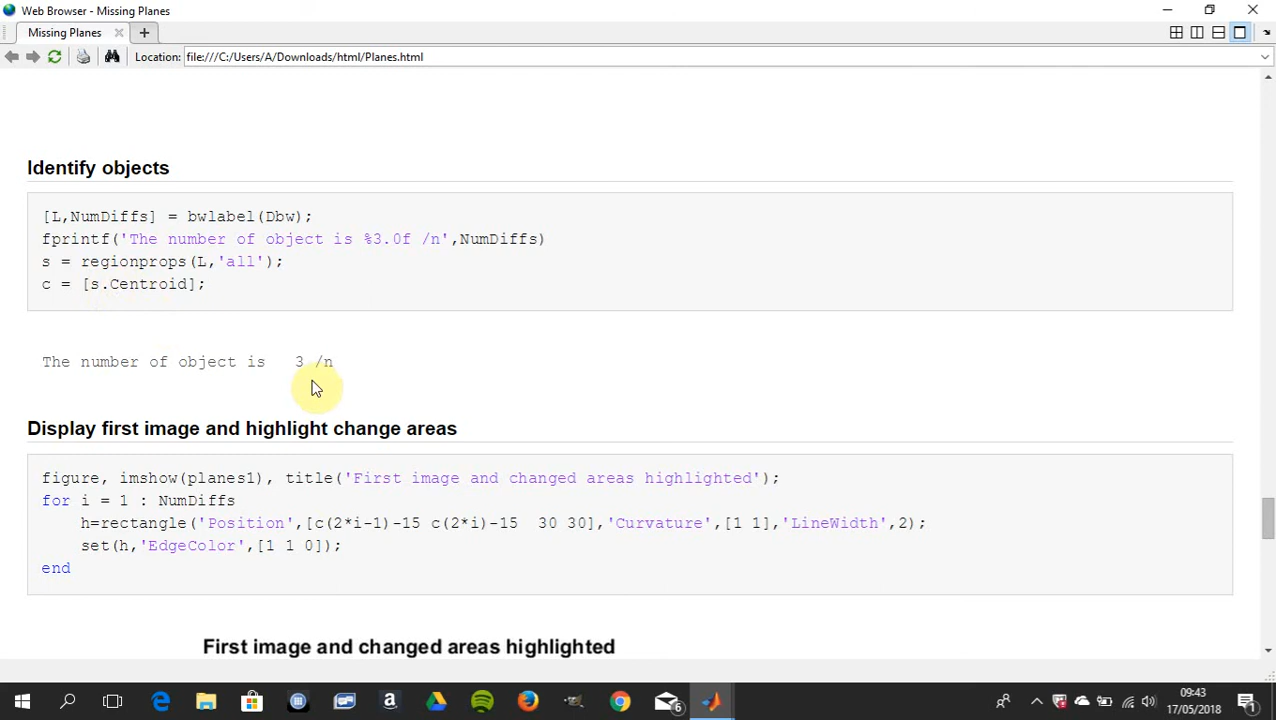 Web Browser - Missing Planes
Missing Planes
Location: file:///C:/Users/A/Downloads/html/Planes.html
Identify objects
[L,NumDiffs] = bwlabel(Dbw);
fprintf('The number of object is %3.0f /n',NumDiffs)
s = regionprops(L,'all');
c = [s.Centroid];
The number of object is   3 /n
Display first image and highlight change areas
figure, imshow(planes1), title('First image and changed areas highlighted');
for i = 1 : NumDiffs
    h=rectangle('Position',[c(2*i-1)-15 c(2*i)-15  30 30],'Curvature',[1 1],'LineWidth',2);
    set(h,'EdgeColor',[1 1 0]);
end
First image and changed areas highlighted
6
09:43
17/05/2018
1